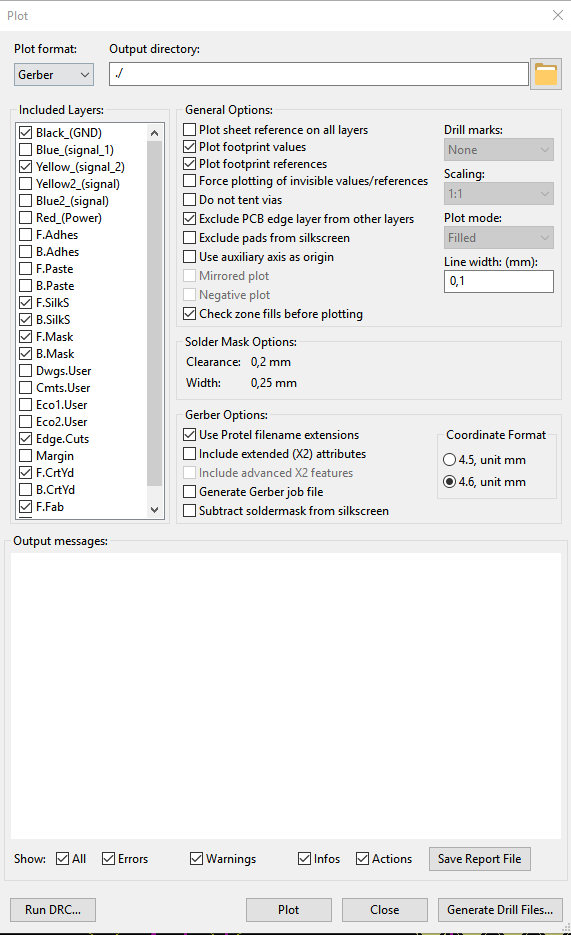 Plot
Plot format:
Output directory:
Gerber
./
Included Layers:
Black_(GND)
Blue_(signal_1)
Yellow_(signal_2)
Yellow2_(signal)
Blue2_(signal)
Red_(Power)
F.Adhes
B.Adhes
F.Paste
B.Paste
F.SilkS
B.SilkS
F.Mask
B.Mask
Dwgs.User
Cmts.User
Eco1.User
Eco2.User
Edge.Cuts
Margin
F.CrtYd
B.CrtYd
F.Fab
General Options:
Plot sheet reference on all layers
Plot footprint values
Plot footprint references
Force plotting of invisible values/references
Do not tent vias
Exclude PCB edge layer from other layers
Exclude pads from silkscreen
Use auxiliary axis as origin
Mirrored plot
Negative plot
Check zone fills before plotting
Drill marks:
None
Scaling:
1:1
Plot mode:
Filled
Line width: (mm):
0,1
Solder Mask Options:
Clearance: 0,2 mm
Width: 0,25 mm
Gerber Options:
Use Protel filename extensions
Include extended (X2) attributes
Include advanced X2 features
Generate Gerber job file
Subtract soldermask from silkscreen
Coordinate Format
4.5, unit mm
4.6, unit mm
Output messages:
Show: All Errors Warnings Infos Actions Save Report File
Run DRC... Plot Close Generate Drill Files...